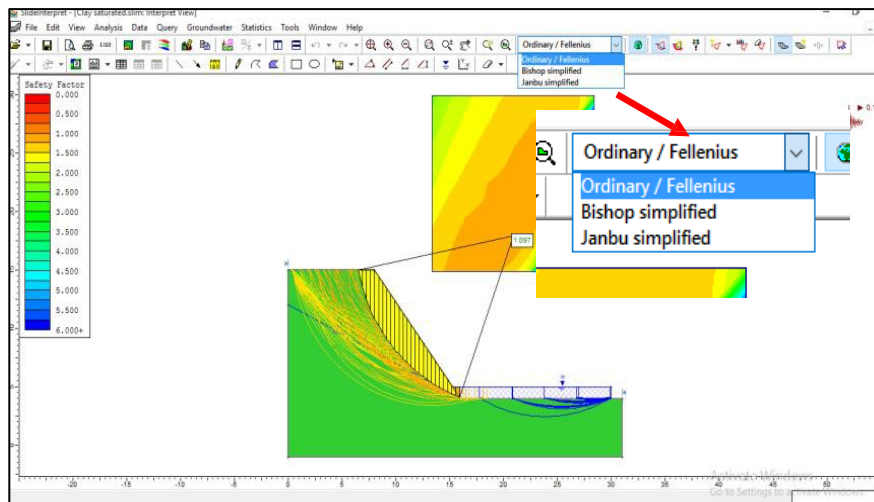 SlideInterpret - [Clay saturated.slim: Interpret View]
File Edit View Analysis Data Query Groundwater Statistics Tools Window Help
Ordinary / Fellenius
Ordinary / Fellenius
Bishop simplified
Janbu simplified
Safety Factor
0.000
0.500
1.000
1.500
2.000
2.500
3.000
3.500
4.000
4.500
5.000
5.500
6.000+
Ordinary / Fellenius
Ordinary / Fellenius
Bishop simplified
Janbu simplified
1.097
-20 -15 -10 -5 0 5 10 15 20 25 30 35 40 45 50
Activate Windows
Go to Settings to activate Windows.